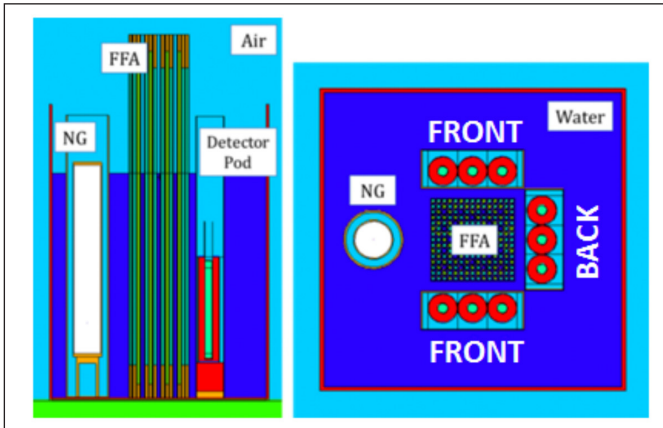 Air
FFA
NG
Detector
Pod
Water
FRONT
NG
FFA
BACK
FRONT